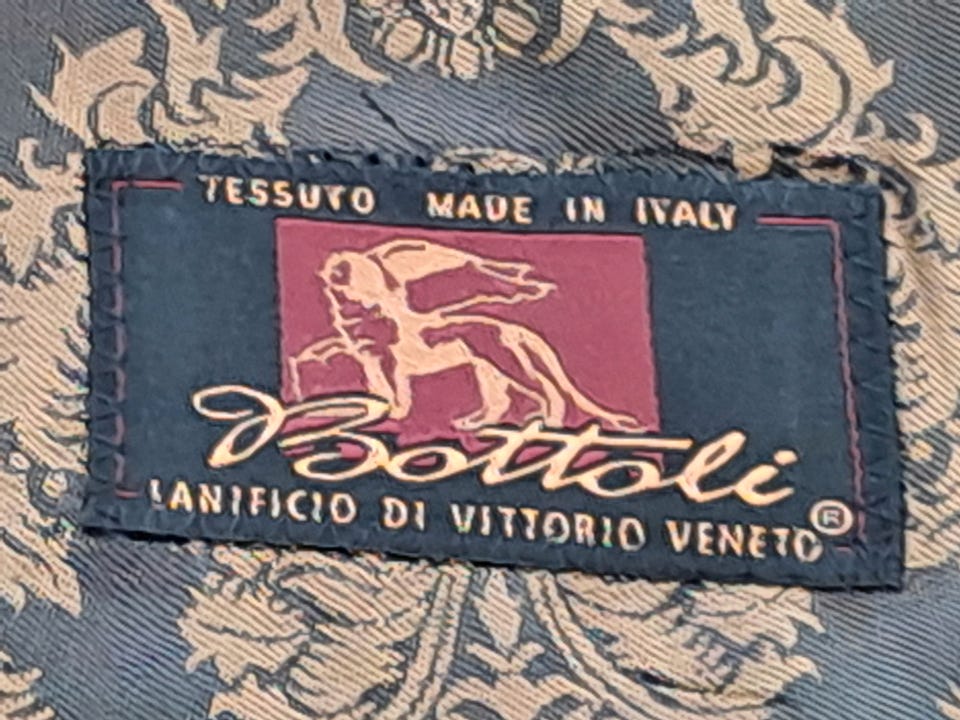 TESSUTO MADE IN ITALY
Bottoli ®
LANIFICIO DI VITTORIO VENETO